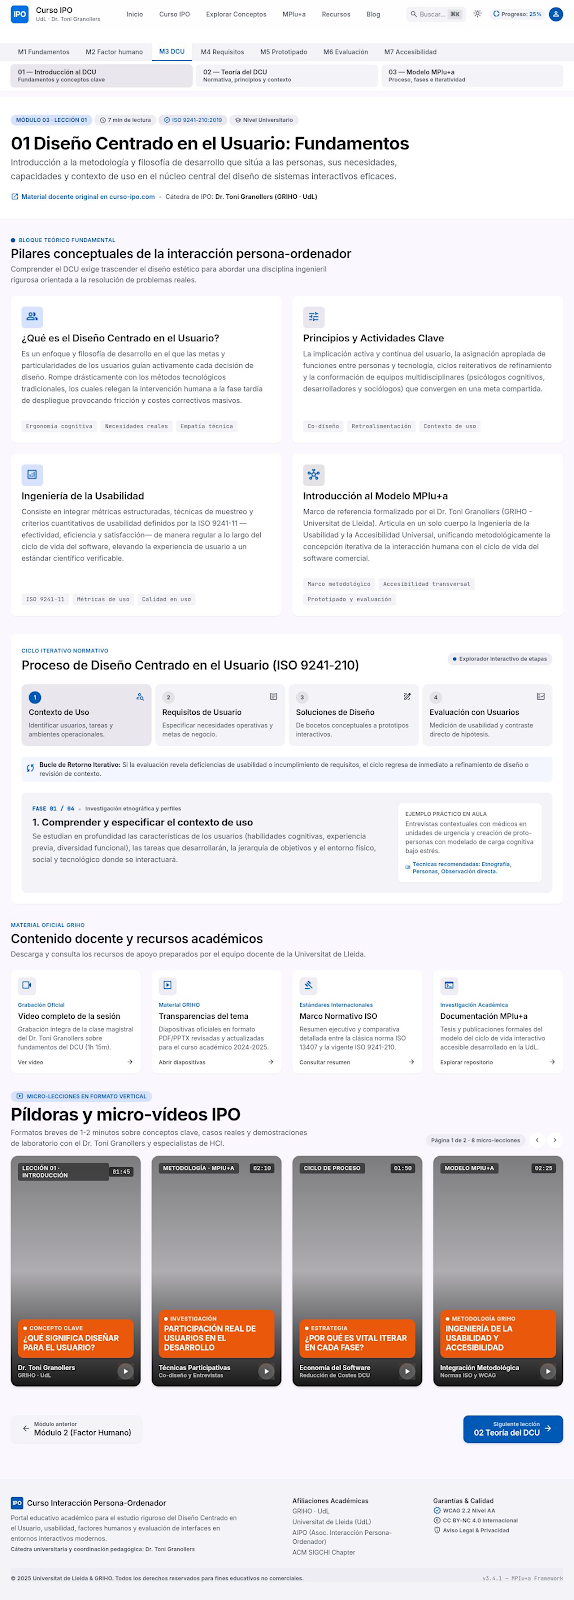 IPO
Curso IPO
UdL · Dr. Toni Granollers
Inicio
Curso IPO
Explorar Conceptos
MPIu+a
Recursos
Blog
Buscar...
⌘K
Progreso: 25%
M1 Fundamentos
M2 Factor humano
M3 DCU
M4 Requisitos
M5 Prototipado
M6 Evaluación
M7 Accesibilidad
01 — Introducción al DCU
Fundamentos y conceptos clave
02 — Teoría del DCU
Normativa, principios y contexto
03 — Modelo MPIu+a
Proceso, fases e iteratividad
MÓDULO 03 · LECCIÓN 01
7 min de lectura
ISO 9241-210:2019
Nivel Universitario
01 Diseño Centrado en el Usuario: Fundamentos
Introducción a la metodología y filosofía de desarrollo que sitúa a las personas, sus necesidades,
capacidades y contexto de uso en el núcleo central del diseño de sistemas interactivos eficaces.
Material docente original en curso-ipo.com
• Cátedra de IPO: Dr. Toni Granollers (GRIHO · UdL)
BLOQUE TEÓRICO FUNDAMENTAL
Pilares conceptuales de la interacción persona-ordenador
Comprender el DCU exige trascender el diseño estético para abordar una disciplina ingenieril
rigurosa orientada a la resolución de problemas reales.
¿Qué es el Diseño Centrado en el Usuario?
Es un enfoque y filosofía de desarrollo en el que las metas y
particularidades de los usuarios guían activamente cada decisión de
diseño. Rompe drásticamente con los métodos tecnológicos
tradicionales, los cuales relegan la intervención humana a la fase tardía
de despliegue provocando fricción y costes correctivos masivos.
Ergonomía cognitiva
Necesidades reales
Empatía técnica
Principios y Actividades Clave
La implicación activa y continua del usuario, la asignación apropiada de
funciones entre personas y tecnología, ciclos reiterativos de refinamiento
y la conformación de equipos multidisciplinares (psicólogos cognitivos,
desarrolladores y sociólogos) que convergen en una meta compartida.
Co-diseño
Retroalimentación
Contexto de uso
Ingeniería de la Usabilidad
Consiste en integrar métricas estructuradas, técnicas de muestreo y
criterios cuantitativos de usabilidad definidos por la ISO 9241-11 —
efectividad, eficiencia y satisfacción— de manera regular a lo largo del
ciclo de vida del software, elevando la experiencia de usuario a un
estándar científico verificable.
ISO 9241-11
Métricas de uso
Calidad en uso
Introducción al Modelo MPIu+a
Marco de referencia formalizado por el Dr. Toni Granollers (GRIHO -
Universitat de Lleida). Articula en un solo cuerpo la Ingeniería de la
Usabilidad y la Accesibilidad Universal, unificando metodológicamente la
concepción iterativa de la interacción humana con el ciclo de vida del
software comercial.
Marco metodológico
Accesibilidad transversal
Prototipado y evaluación
CICLO ITERATIVO NORMATIVO
Proceso de Diseño Centrado en el Usuario (ISO 9241-210)
Explorador interactivo de etapas
1
Contexto de Uso
Identificar usuarios, tareas y
ambientes operacionales.
2
Requisitos de Usuario
Especificar necesidades operativas y
metas de negocio.
3
Soluciones de Diseño
De bocetos conceptuales a prototipos
interactivos.
4
Evaluación con Usuarios
Medición de usabilidad y contraste
directo de hipótesis.
Bucle de Retorno Iterativo: Si la evaluación revela deficiencias de usabilidad o incumplimiento de requisitos, el ciclo regresa de inmediato a refinamiento de diseño o
revisión de contexto.
FASE 01 / 04 • Investigación etnográfica y perfiles
1. Comprender y especificar el contexto de uso
Se estudian en profundidad las características de los usuarios (habilidades cognitivas, experiencia
previa, diversidad funcional), las tareas que desarrollarán, la jerarquía de objetivos y el entorno físico,
social y tecnológico donde se interactuará.
EJEMPLO PRÁCTICO EN AULA
Entrevistas contextuales con médicos en
unidades de urgencia y creación de proto-
personas con modelado de carga cognitiva
bajo estrés.
Técnicas recomendadas: Etnografía,
Personas, Observación directa.
MATERIAL OFICIAL GRIHO
Contenido docente y recursos académicos
Descarga y consulta los recursos de apoyo preparados por el equipo docente de la Universitat de Lleida.
Grabación Oficial
Vídeo completo de la sesión
Grabación íntegra de la clase magistral
del Dr. Toni Granollers sobre
fundamentos del DCU (1h 15m).
Ver vídeo
Material GRIHO
Transparencias del tema
Diapositivas oficiales en formato
PDF/PPTX revisadas y actualizadas
para el curso académico 2024-2025.
Abrir diapositivas
Estándares Internacionales
Marco Normativo ISO
Resumen ejecutivo y comparativa
detallada entre la clásica norma ISO
13407 y la vigente ISO 9241-210.
Consultar resumen
Investigación Académica
Documentación MPIu+a
Tesis y publicaciones formales del
modelo del ciclo de vida interactivo
accesible desarrollado en la UdL.
Explorar repositorio
MICRO-LECCIONES EN FORMATO VERTICAL
Píldoras y micro-vídeos IPO
Formatos breves de 1-2 minutos sobre conceptos clave, casos reales y demostraciones
de laboratorio con el Dr. Toni Granollers y especialistas de HCI.
Página 1 de 2 · 8 micro-lecciones
LECCIÓN 01 ·
INTRODUCCIÓN
01:45
CONCEPTO CLAVE
¿QUÉ SIGNIFICA DISEÑAR
PARA EL USUARIO?
Dr. Toni Granollers
GRIHO · UdL
METODOLOGÍA · MPIU+A
02:10
INVESTIGACIÓN
PARTICIPACIÓN REAL DE
USUARIOS EN EL
DESARROLLO
Técnicas Participativas
Co-diseño y Entrevistas
CICLO DE PROCESO
01:50
ESTRATEGIA
¿POR QUÉ ES VITAL ITERAR
EN CADA FASE?
Economía del Software
Reducción de Costes DCU
MODELO MPIU+A
02:25
METODOLOGÍA GRIHO
INGENIERÍA DE LA
USABILIDAD Y
ACCESIBILIDAD
Integración Metodológica
Normas ISO y WCAG
Módulo anterior
Módulo 2 (Factor Humano)
Siguiente lección
02 Teoría del DCU
IPO
Curso Interacción Persona-Ordenador
Portal educativo académico para el estudio riguroso del Diseño Centrado en
el Usuario, usabilidad, factores humanos y evaluación de interfaces en
entornos interactivos modernos.
Cátedra universitaria y coordinación pedagógica: Dr. Toni Granollers
Afiliaciones Académicas
GRIHO · UdL
Universitat de Lleida (UdL)
AIPO (Asoc. Interacción Persona-
Ordenador)
ACM SIGCHI Chapter
Garantías & Calidad
WCAG 2.2 Nivel AA
CC BY-NC 4.0 Internacional
Aviso Legal & Privacidad
© 2025 Universitat de Lleida & GRIHO. Todos los derechos reservados para fines educativos no comerciales.
v3.4.1 — MPIu+a Framework